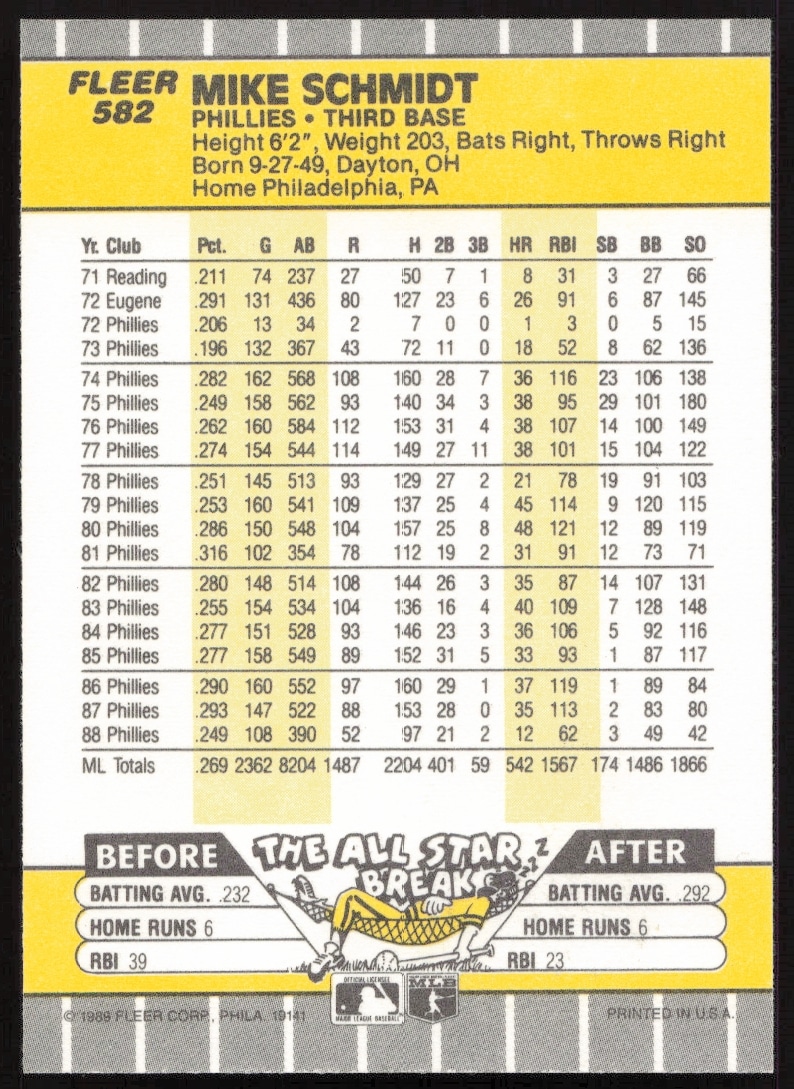 FLEER
582
MIKE SCHMIDT
PHILLIES • THIRD BASE
Height 6'2", Weight 203, Bats Right, Throws Right
Born 9-27-49, Dayton, OH
Home Philadelphia, PA
Yr. Club Pct. G AB R H 2B 3B HR RBI SB BB SO
71 Reading .211 74 237 27 50 7 1 8 31 3 27 66
72 Eugene .291 131 436 80 127 23 6 26 91 6 87 145
72 Phillies .206 13 34 2 7 0 0 1 3 0 5 15
73 Phillies .196 132 367 43 72 11 0 18 52 8 62 136
74 Phillies .282 162 568 108 160 28 7 36 116 23 106 138
75 Phillies .249 158 562 93 140 34 3 38 95 29 101 180
76 Phillies .262 160 584 112 153 31 4 38 107 14 100 149
77 Phillies .274 154 544 114 149 27 11 38 101 15 104 122
78 Phillies .251 145 513 93 129 27 2 21 78 19 91 103
79 Phillies .253 160 541 109 137 25 4 45 114 9 120 115
80 Phillies .286 150 548 104 157 25 8 48 121 12 89 119
81 Phillies .316 102 354 78 112 19 2 31 91 12 73 71
82 Phillies .280 148 514 108 144 26 3 35 87 14 107 131
83 Phillies .255 154 534 104 136 16 4 40 109 7 128 148
84 Phillies .277 151 528 93 146 23 3 36 106 5 92 116
85 Phillies .277 158 549 89 152 31 5 33 93 1 87 117
86 Phillies .290 160 552 97 160 29 1 37 119 1 89 84
87 Phillies .293 147 522 88 153 28 0 35 113 2 83 80
88 Phillies .249 108 390 52 97 21 2 12 62 3 49 42
ML Totals .269 2362 8204 1487 2204 401 59 542 1567 174 1486 1866
BEFORE THE ALL STAR BREAK zzz AFTER
BATTING AVG. .232 BATTING AVG. .292
HOME RUNS 6 HOME RUNS 6
RBI 39 RBI 23
OFFICIAL LICENSEE
MAJOR LEAGUE BASEBALL
MLB
© 1989 FLEER CORP., PHILA. 19141 PRINTED IN U.S.A.